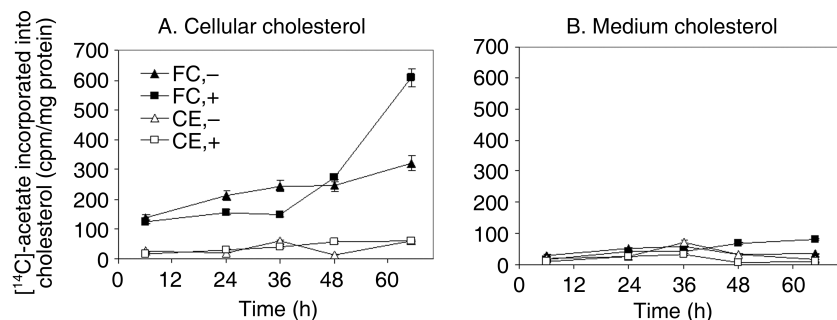 A. Cellular cholesterol
[¹⁴C]-acetate incorporated into
cholesterol (cpm/mg protein)
700
600
500
400
300
200
100
0
FC,–
FC,+
CE,–
CE,+
0 12 24 36 48 60
Time (h)
B. Medium cholesterol
700
600
500
400
300
200
100
0
0 12 24 36 48 60
Time (h)